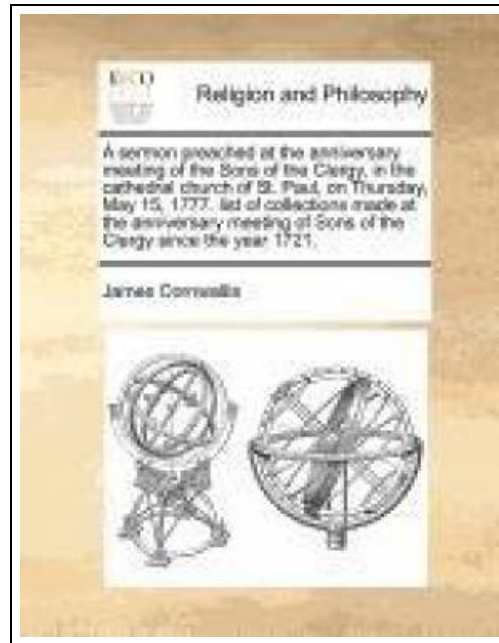 ECCO
Religion and Philosophy
A sermon preached at the anniversary
meeting of the Sons of the Clergy, in the
cathedral church of St. Paul, on Thursday,
May 15, 1777. list of collections made at
the anniversary meeting of Sons of the
Clergy since the year 1721.
James Cornwallis